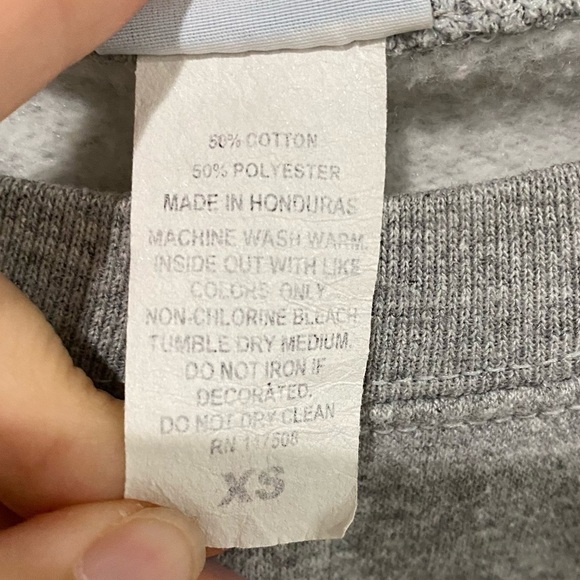 50% COTTON
50% POLYESTER
MADE IN HONDURAS
MACHINE WASH WARM,
INSIDE OUT WITH LIKE
COLORS ONLY
NON-CHLORINE BLEACH
TUMBLE DRY MEDIUM.
DO NOT IRON IF
DECORATED.
DO NOT DRY CLEAN
RN
XS